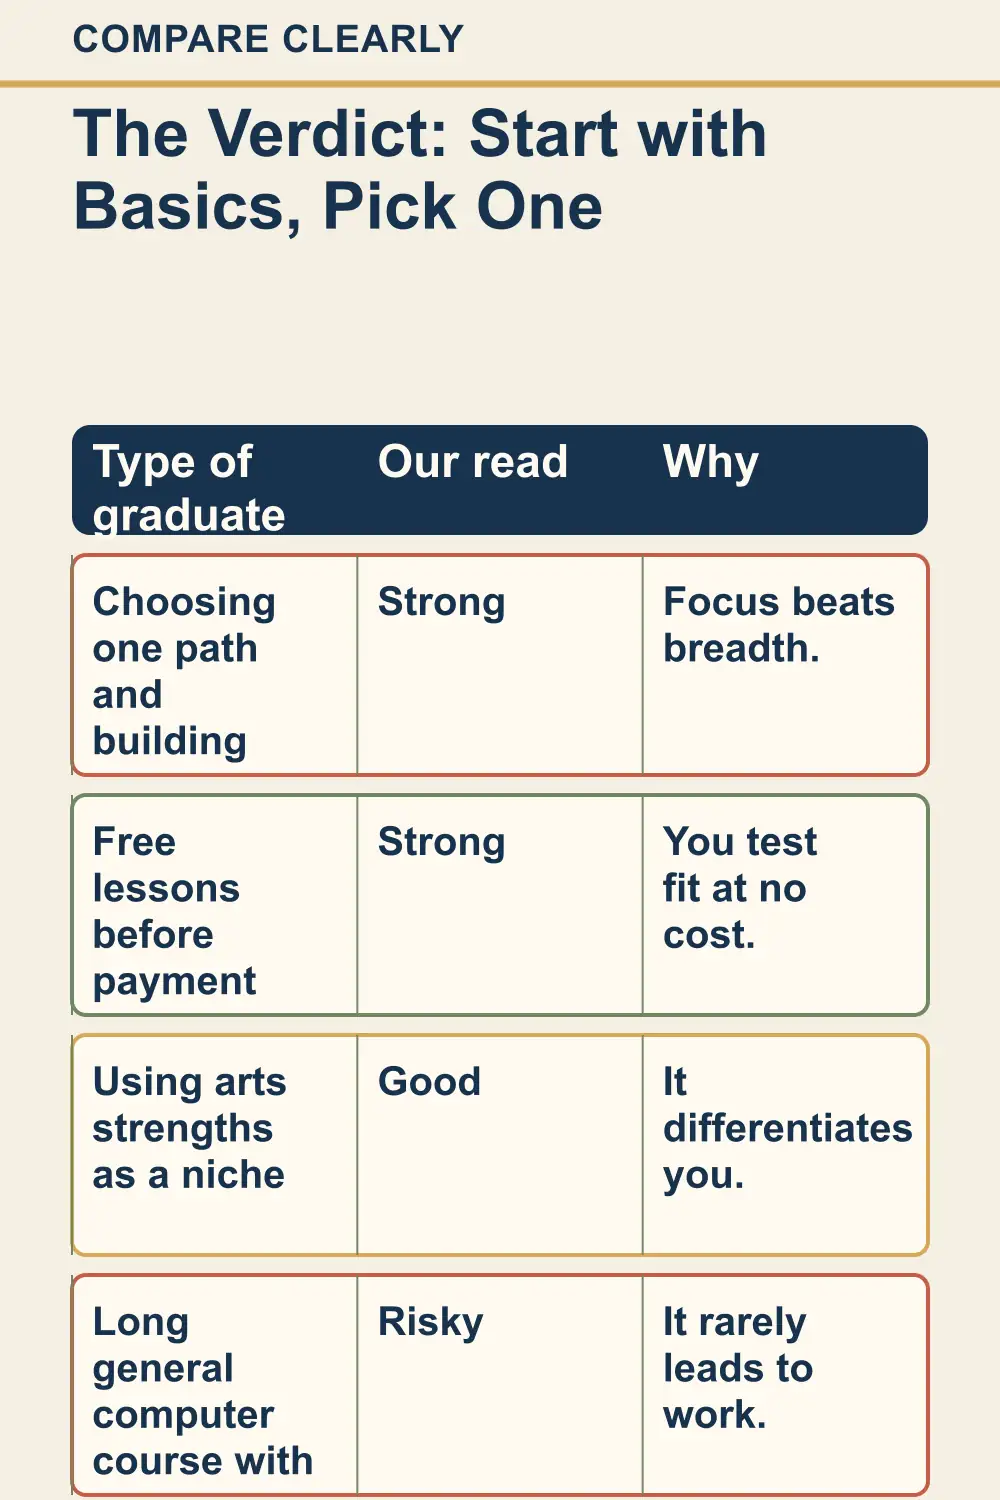 COMPARE CLEARLY
The Verdict: Start with
Basics, Pick One
Type of graduate
Our read
Why
Choosing
one path
and
building
Strong
Focus beats
breadth.
Free
lessons
before
payment
Strong
You test
fit at no
cost.
Using arts
strengths
as a niche
Good
It
differentiates
you.
Long
general
computer
course with
Risky
It rarely
leads to
work.